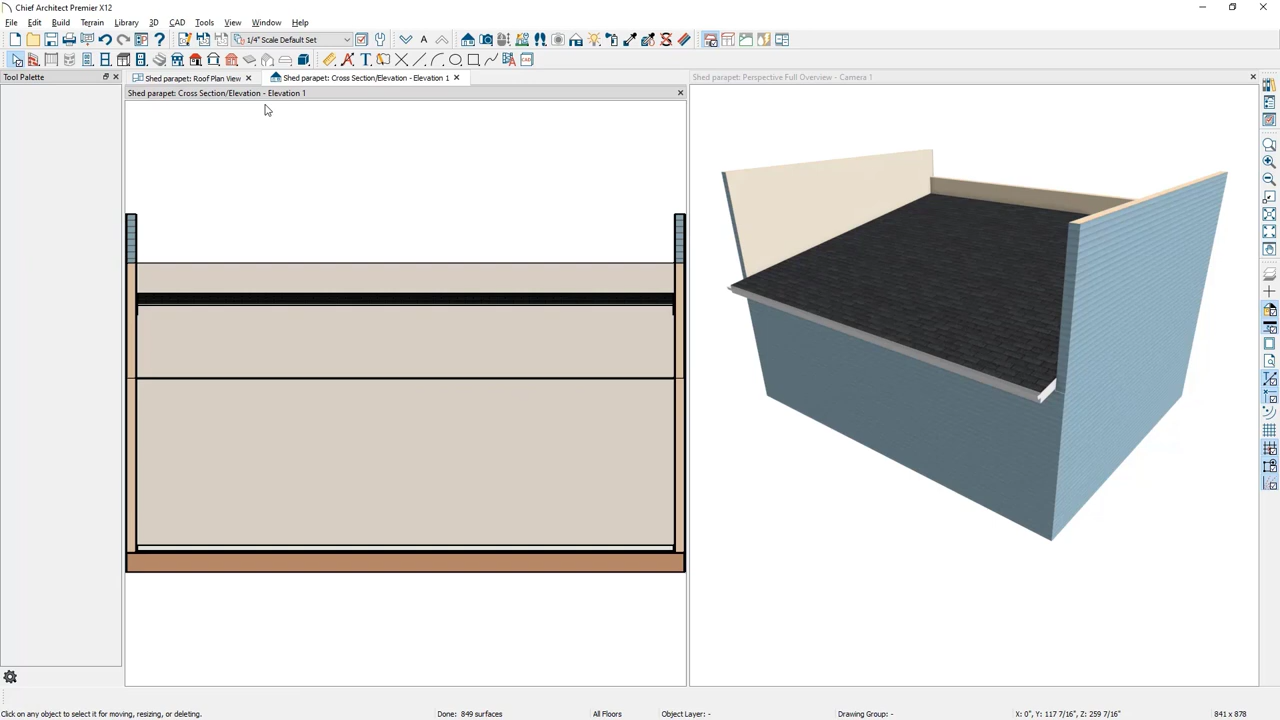 Chief Architect Premier X12
File Edit Build Terrain Library 3D CAD Tools View Window Help
1/4" Scale Default Set
Tool Palette
Shed parapet: Roof Plan View
Shed parapet: Cross Section/Elevation - Elevation 1
Shed parapet: Perspective Full Overview - Camera 1
Shed parapet: Cross Section/Elevation - Elevation 1
Click on any object to select it for moving, resizing, or deleting.
Done: 849 surfaces
All Floors
Object Layer: -
Drawing Group: -
X: 0", Y: 117 7/16", Z: 259 7/16"
841 x 878